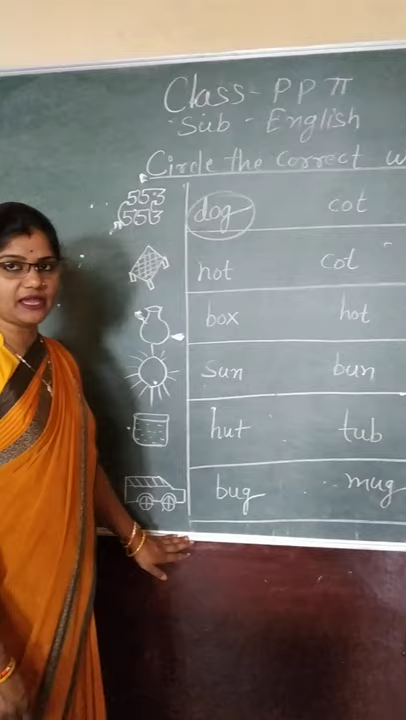 Class - PP II
Sub - English
Circle the correct w
dog cot
hot cot
box hot
sun bun
hut tub
bug mug